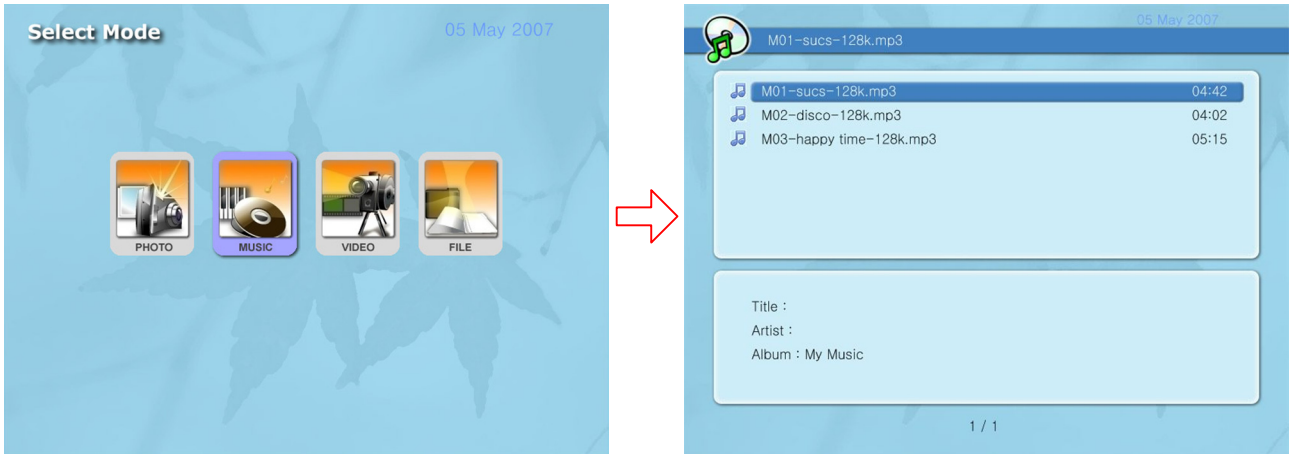 Select Mode
05 May 2007
PHOTO
MUSIC
VIDEO
FILE
05 May 2007
M01-sucs-128k.mp3
M01-sucs-128k.mp3 04:42
M02-disco-128k.mp3 04:02
M03-happy time-128k.mp3 05:15
Title :
Artist :
Album : My Music
1 / 1